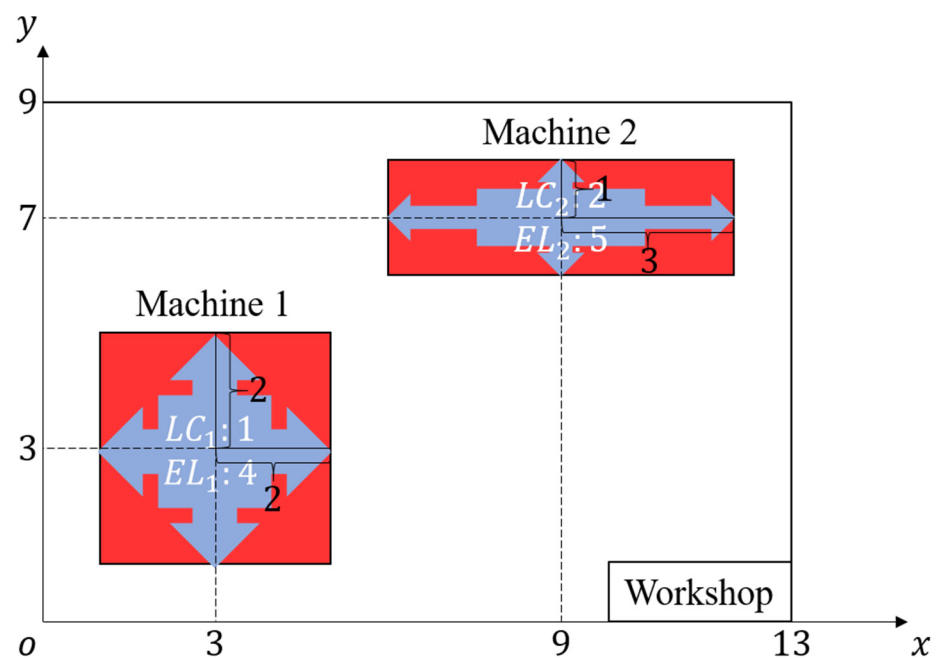 y
9
Machine 2
1
LC₂: 2
7
EL₂: 5
3
Machine 1
2
LC₁: 1
3
EL₁: 4
2
Workshop
o
3
9
13
x